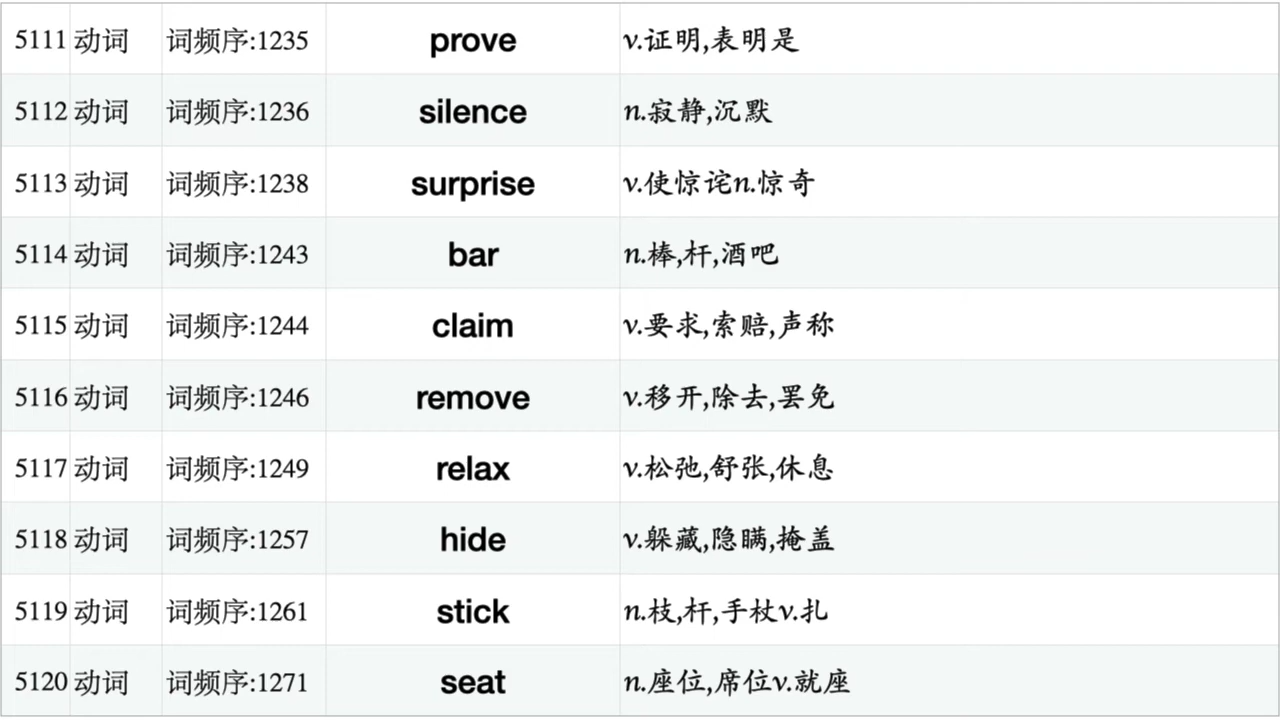 5111 动词 词频序:1235 prove v.证明,表明是
5112 动词 词频序:1236 silence n.寂静,沉默
5113 动词 词频序:1238 surprise v.使惊诧n.惊奇
5114 动词 词频序:1243 bar n.棒,杆,酒吧
5115 动词 词频序:1244 claim v.要求,索赔,声称
5116 动词 词频序:1246 remove v.移开,除去,罢免
5117 动词 词频序:1249 relax v.松弛,舒张,休息
5118 动词 词频序:1257 hide v.躲藏,隐瞒,掩盖
5119 动词 词频序:1261 stick n.枝,杆,手杖v.扎
5120 动词 词频序:1271 seat n.座位,席位v.就座